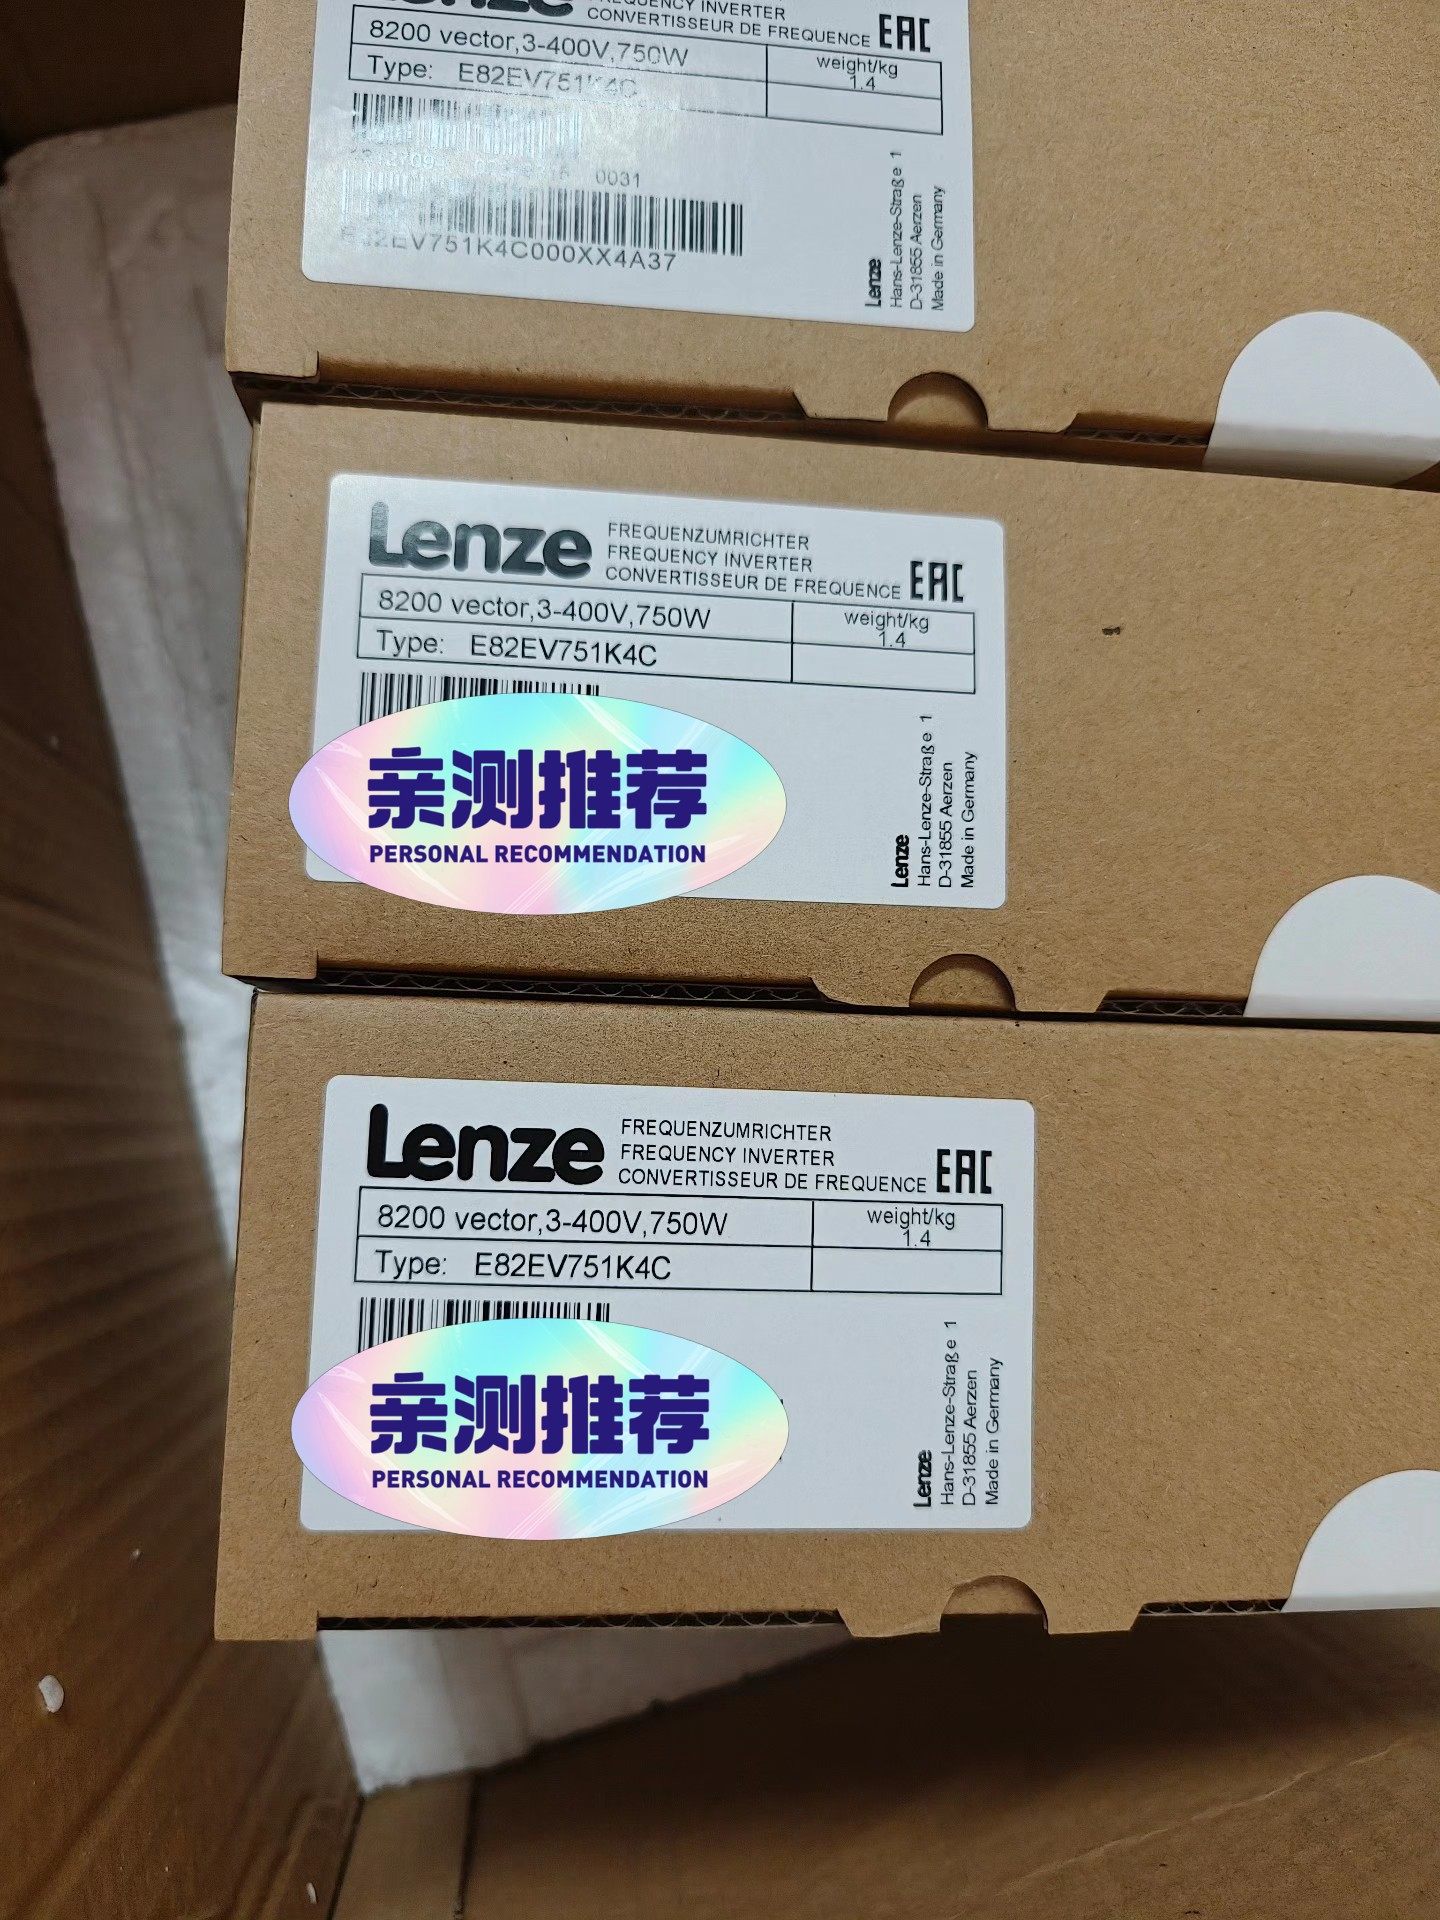 FREQUENCY INVERTER
CONVERTISSEUR DE FREQUENCE
EAC
8200 vector,3-400V,750W
weight/kg
1.4
Type: E82EV751K4C
0031
E82EV751K4C000XX4A37
Lenze
Hans-Lenze-Straße 1
D-31855 Aerzen
Made in Germany
Lenze
FREQUENZUMRICHTER
FREQUENCY INVERTER
CONVERTISSEUR DE FREQUENCE
EAC
8200 vector,3-400V,750W
weight/kg
1.4
Type: E82EV751K4C
亲测推荐
PERSONAL RECOMMENDATION
Lenze
Hans-Lenze-Straße 1
D-31855 Aerzen
Made in Germany
Lenze
FREQUENZUMRICHTER
FREQUENCY INVERTER
CONVERTISSEUR DE FREQUENCE
EAC
8200 vector,3-400V,750W
weight/kg
1.4
Type: E82EV751K4C
亲测推荐
PERSONAL RECOMMENDATION
Lenze
Hans-Lenze-Straße 1
D-31855 Aerzen
Made in Germany